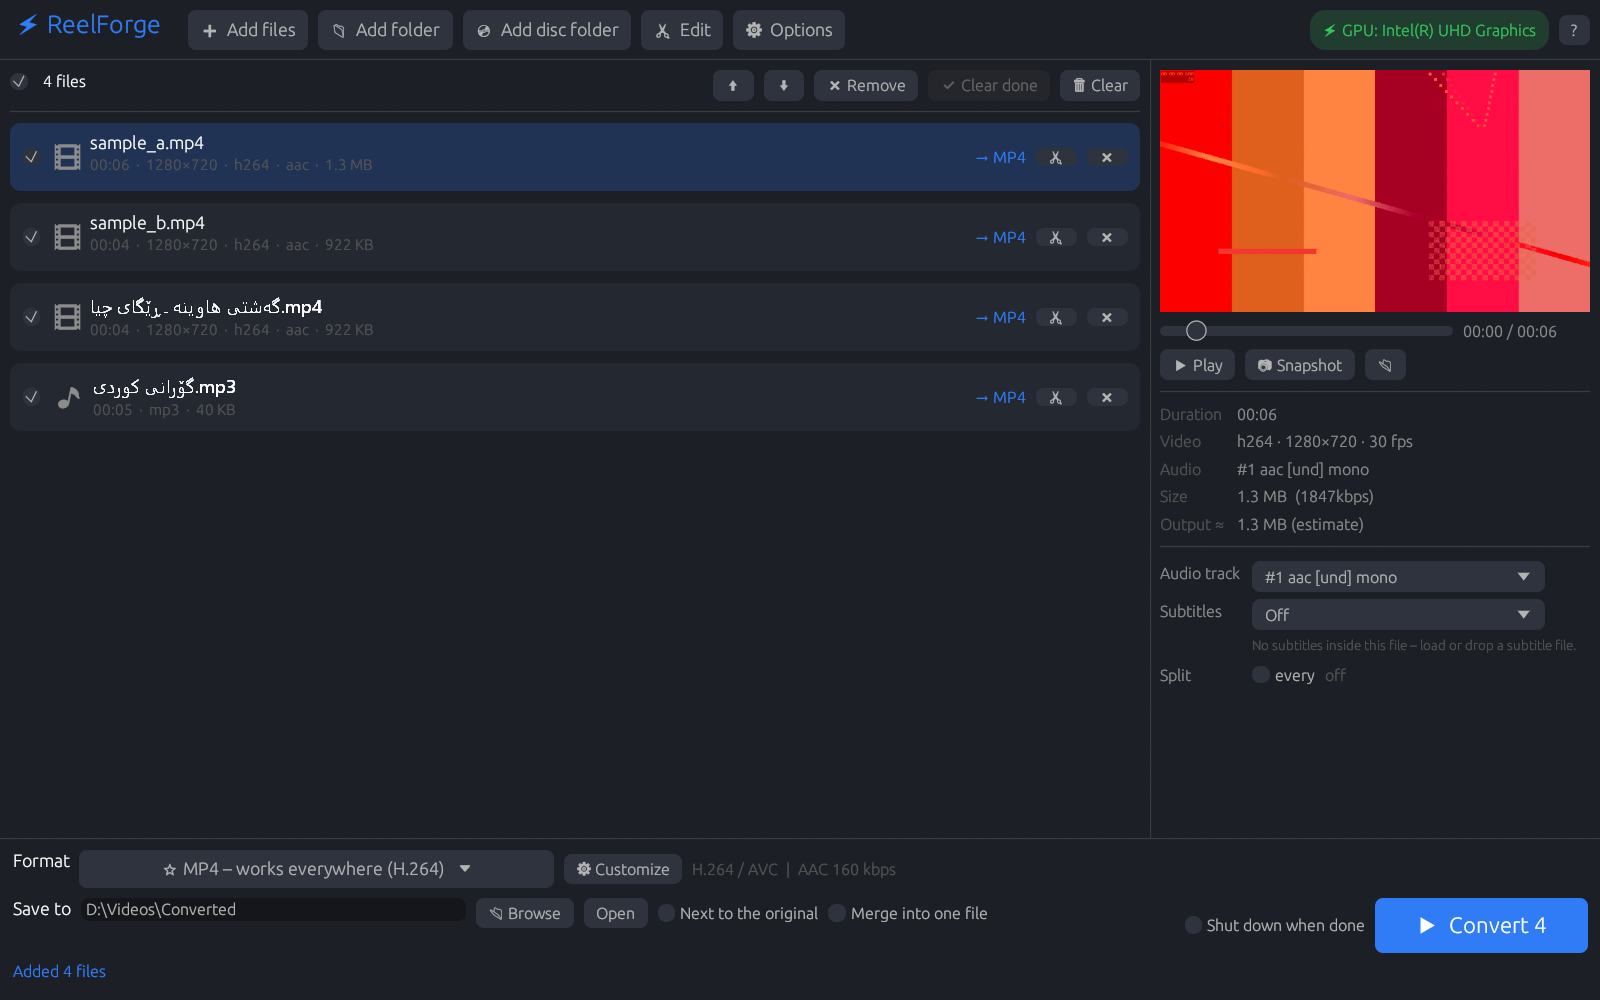 ReelForge
Add files
Add folder
Add disc folder
Edit
Options
GPU: Intel(R) UHD Graphics
?
4 files
Remove
Clear done
Clear
sample_a.mp4
00:06 · 1280×720 · h264 · aac · 1.3 MB
→ MP4
sample_b.mp4
00:04 · 1280×720 · h264 · aac · 922 KB
→ MP4
گەشتی هاوینە - ڕێگای چیا.mp4
00:04 · 1280×720 · h264 · aac · 922 KB
→ MP4
گۆرانی کوردی.mp3
00:05 · mp3 · 40 KB
→ MP4
00:00 / 00:06
Play
Snapshot
Duration 00:06
Video h264 · 1280×720 · 30 fps
Audio #1 aac [und] mono
Size 1.3 MB (1847kbps)
Output ≈ 1.3 MB (estimate)
Audio track #1 aac [und] mono
Subtitles Off
No subtitles inside this file – load or drop a subtitle file.
Split every off
Format ☆ MP4 – works everywhere (H.264)
Customize
H.264 / AVC | AAC 160 kbps
Save to D:\Videos\Converted
Browse
Open
Next to the original
Merge into one file
Shut down when done
Convert 4
Added 4 files